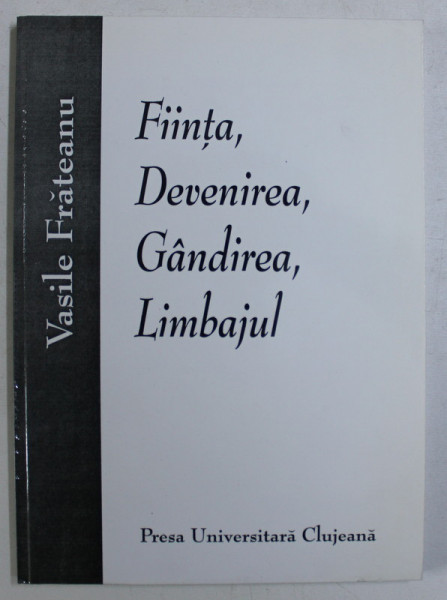 Vasile Frăteanu
Ființa,
Devenirea,
Gândirea,
Limbajul
Presa Universitară Clujeană